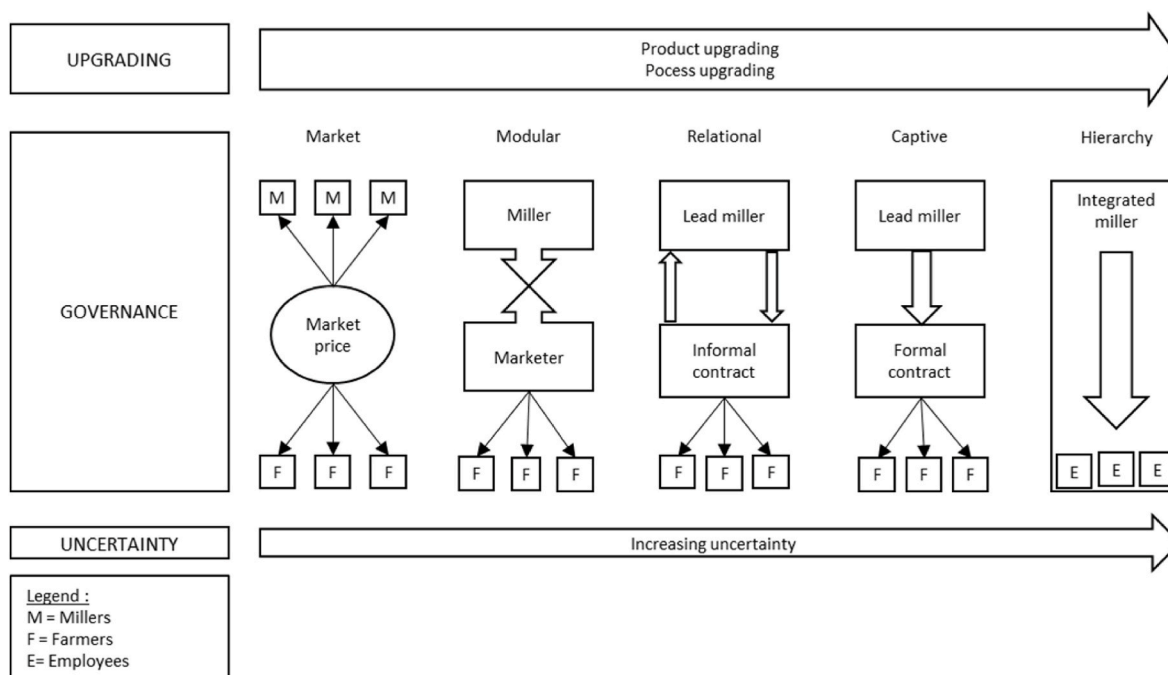 UPGRADING
Product upgrading
Pocess upgrading
GOVERNANCE
Market
Modular
Relational
Captive
Hierarchy
M M M
Miller
Lead miller
Lead miller
Integrated
miller
Market
price
Marketer
Informal
contract
Formal
contract
F F F
F F F
F F F
F F F
E E E
UNCERTAINTY
Increasing uncertainty
Legend :
M = Millers
F = Farmers
E= Employees